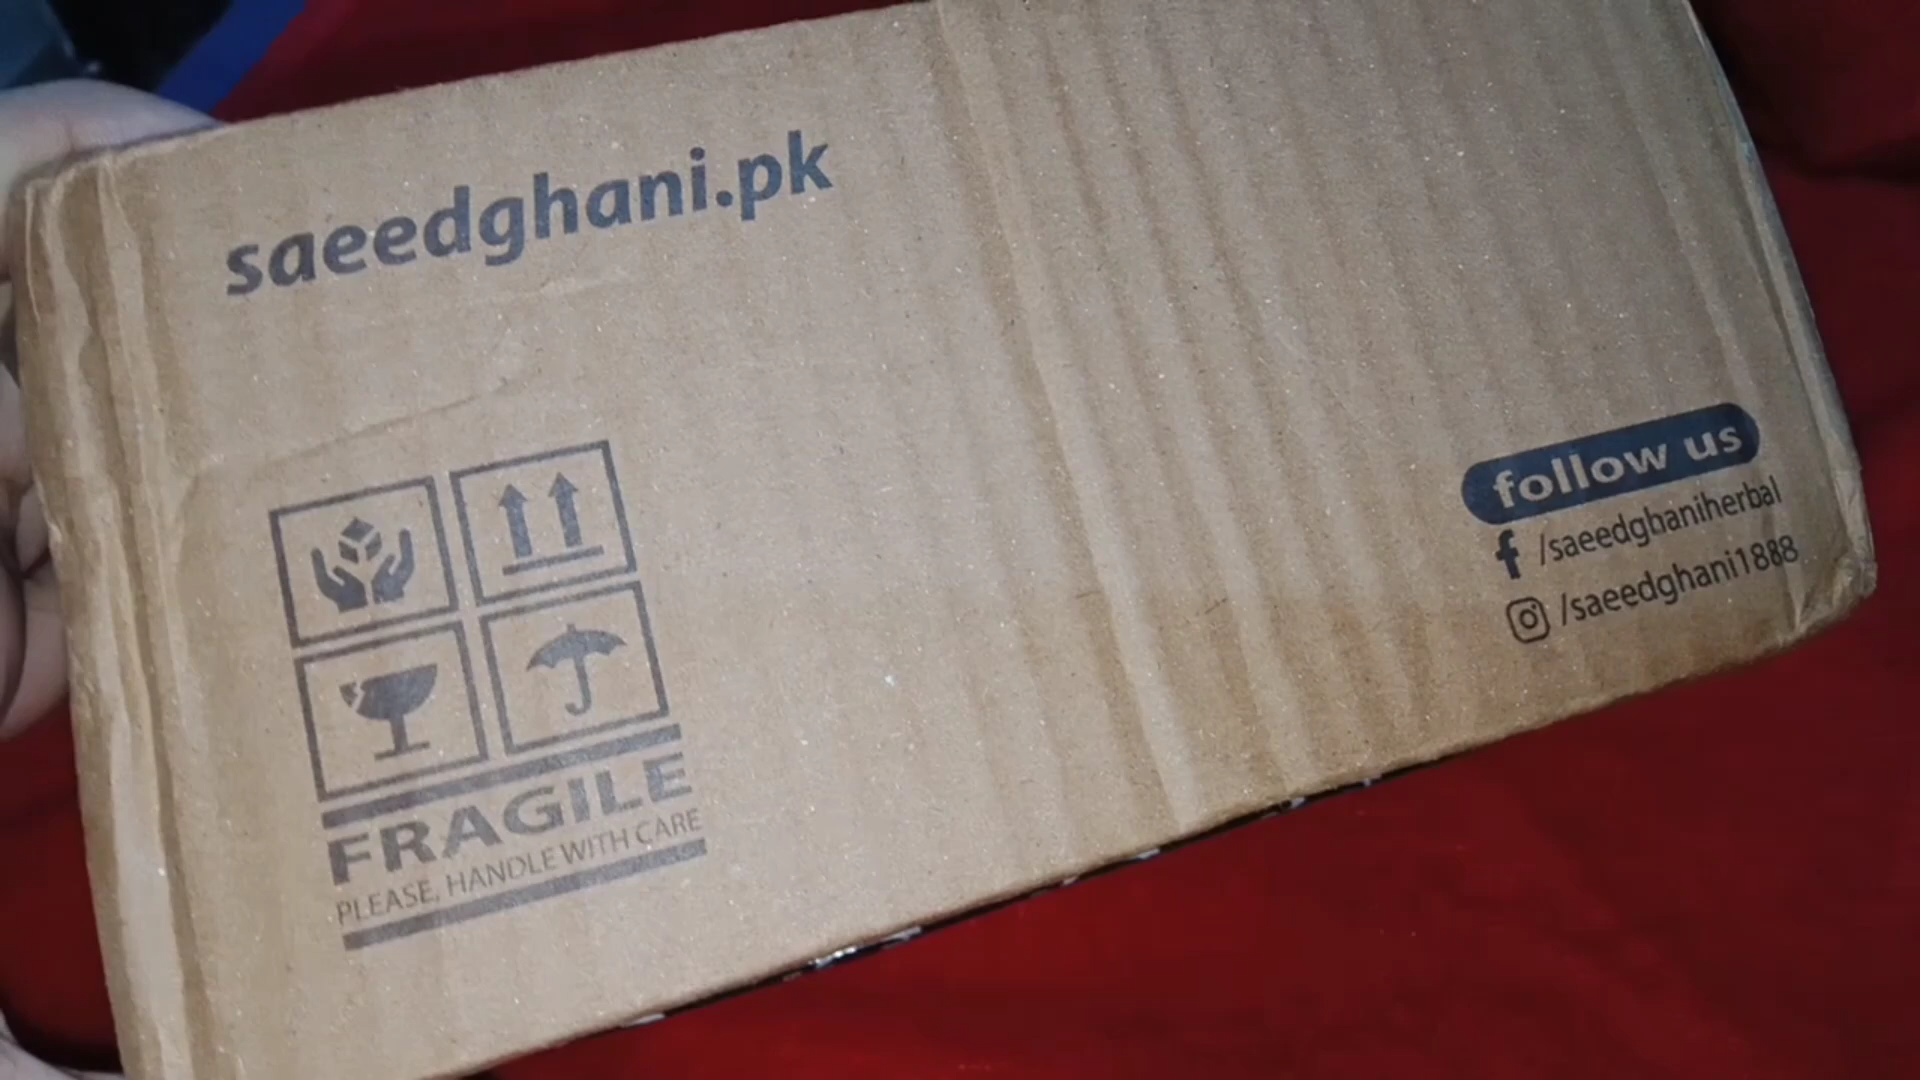 saeedghani.pk
follow us
/saeedghaniherbal
/saeedghani1888
FRAGILE
PLEASE, HANDLE WITH CARE